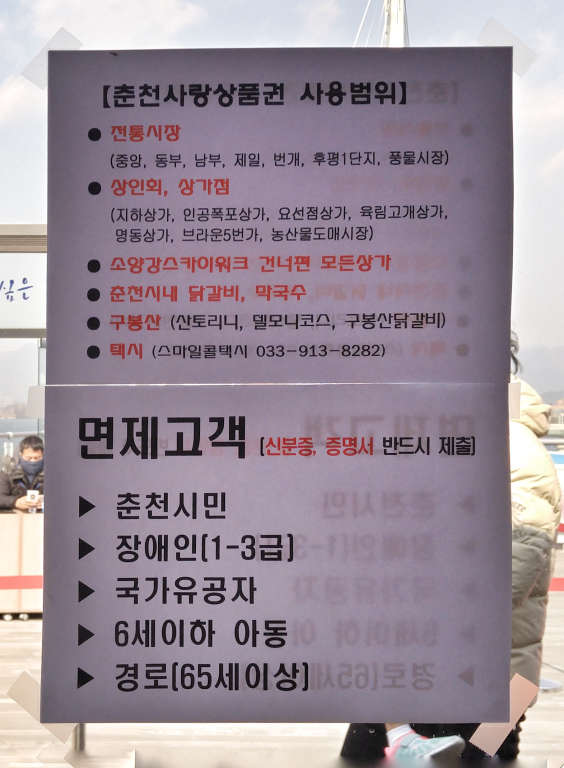 【춘천사랑상품권 사용범위】
● 전통시장
(중앙, 동부, 남부, 제일, 번개, 후평1단지, 풍물시장)
● 상인회, 상가점
(지하상가, 인공폭포상가, 요선점상가, 육림고개상가,
명동상가, 브라운5번가, 농산물도매시장)
● 소양강스카이워크 건너편 모든상가
● 춘천시내 닭갈비, 막국수
● 구봉산 (산토리니, 델모니코스, 구봉산닭갈비)
● 택시 (스마일콜택시 033-913-8282)
면제고객 [신분증, 증명서 반드시 제출]
▶ 춘천시민
▶ 장애인(1-3급)
▶ 국가유공자
▶ 6세이하 아동
▶ 경로(65세이상)